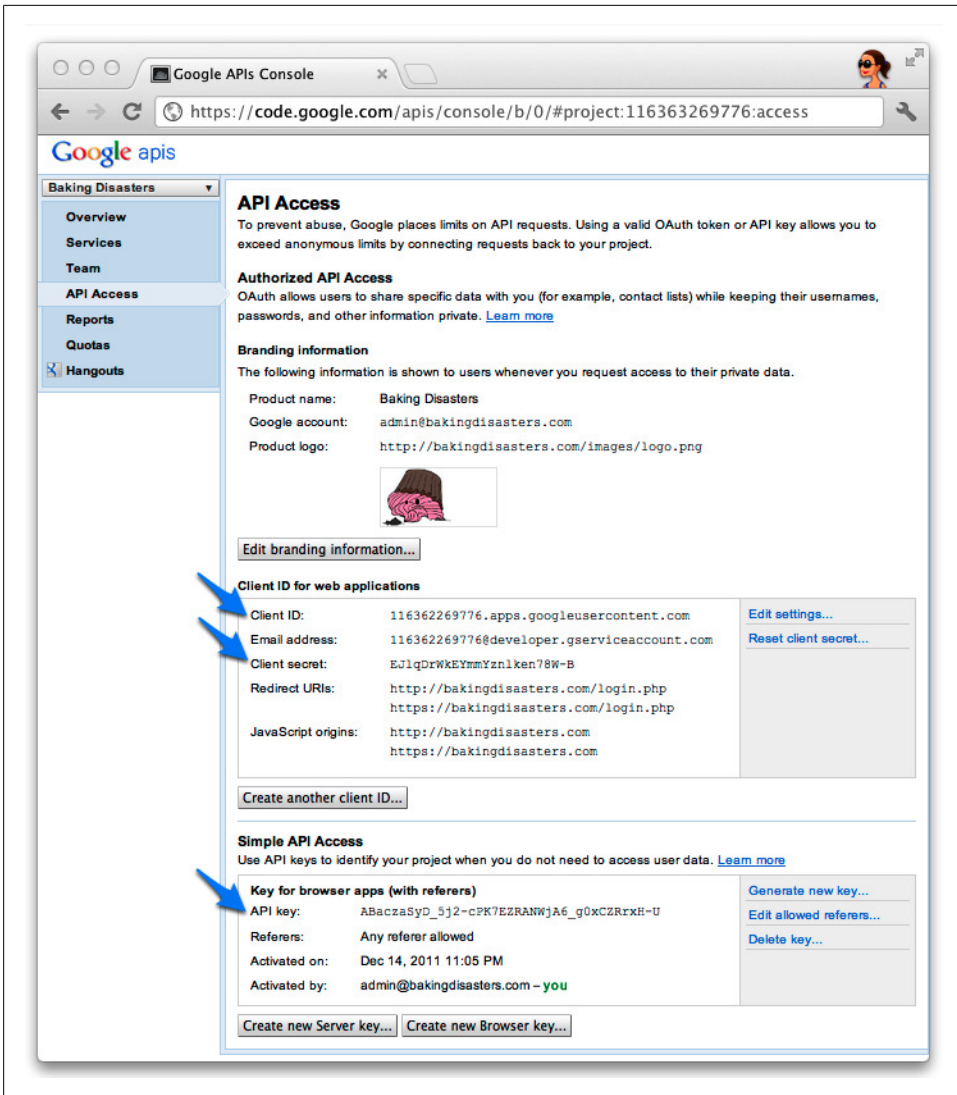 Google APIs Console
https://code.google.com/apis/console/b/0/#project:116363269776:access
Google apis
Baking Disasters
Overview
Services
Team
API Access
Reports
Quotas
Hangouts
API Access
To prevent abuse, Google places limits on API requests. Using a valid OAuth token or API key allows you to
exceed anonymous limits by connecting requests back to your project.
Authorized API Access
OAuth allows users to share specific data with you (for example, contact lists) while keeping their usernames,
passwords, and other information private. Learn more
Branding information
The following information is shown to users whenever you request access to their private data.
Product name: Baking Disasters
Google account: admin@bakingdisasters.com
Product logo: http://bakingdisasters.com/images/logo.png
Edit branding information...
Client ID for web applications
Client ID: 116362269776.apps.googleusercontent.com
Email address: 116362269776@developer.gserviceaccount.com
Client secret: EJlqDrWkEYmmYznlken78W-B
Redirect URIs: http://bakingdisasters.com/login.php
https://bakingdisasters.com/login.php
JavaScript origins: http://bakingdisasters.com
https://bakingdisasters.com
Edit settings...
Reset client secret...
Create another client ID...
Simple API Access
Use API keys to identify your project when you do not need to access user data. Learn more
Key for browser apps (with referers)
API key: ABaczaSyD_5j2-cPK7EZRANWjA6_g0xCZRrxH-U
Referers: Any referer allowed
Activated on: Dec 14, 2011 11:05 PM
Activated by: admin@bakingdisasters.com – you
Generate new key...
Edit allowed referers...
Delete key...
Create new Server key... Create new Browser key...